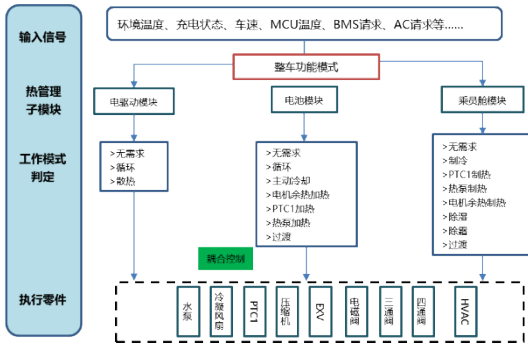 输入信号
环境温度、充电状态、车速、MCU温度、BMS请求、AC请求等......
整车功能模式
热管理
子模块
电驱动模块
电池模块
乘员舱模块
工作模式
判定
>无需求
>循环
>散热
>无需求
>循环
>主动冷却
>电机余热加热
>PTC1加热
>热泵加热
>过渡
>无需求
>制冷
>PTC1制热
>热泵制热
>电机余热制热
>除湿
>除霜
>过渡
耦合控制
执行零件
水泵
冷凝风扇
PTC1
压缩机
EXV
电磁阀
三通阀
四通阀
HVAC